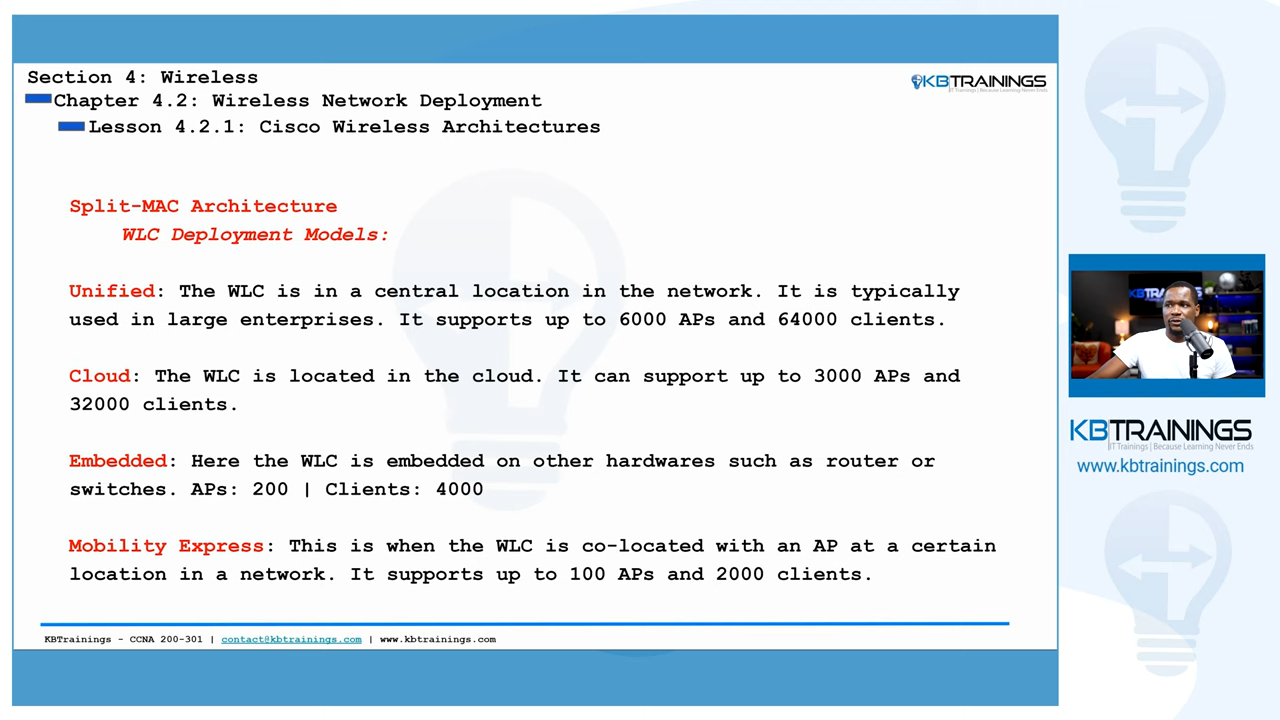 Section 4: Wireless
KBTRAININGS
IT Trainings | Because Learning Never Ends
Chapter 4.2: Wireless Network Deployment
Lesson 4.2.1: Cisco Wireless Architectures
Split-MAC Architecture
WLC Deployment Models:
Unified: The WLC is in a central location in the network. It is typically
used in large enterprises. It supports up to 6000 APs and 64000 clients.
Cloud: The WLC is located in the cloud. It can support up to 3000 APs and
32000 clients.
Embedded: Here the WLC is embedded on other hardwares such as router or
switches. APs: 200 | Clients: 4000
Mobility Express: This is when the WLC is co-located with an AP at a certain
location in a network. It supports up to 100 APs and 2000 clients.
KBTrainings - CCNA 200-301 | contact@kbtrainings.com | www.kbtrainings.com
KBTRAININGS
IT Trainings | Because Learning Never Ends
www.kbtrainings.com